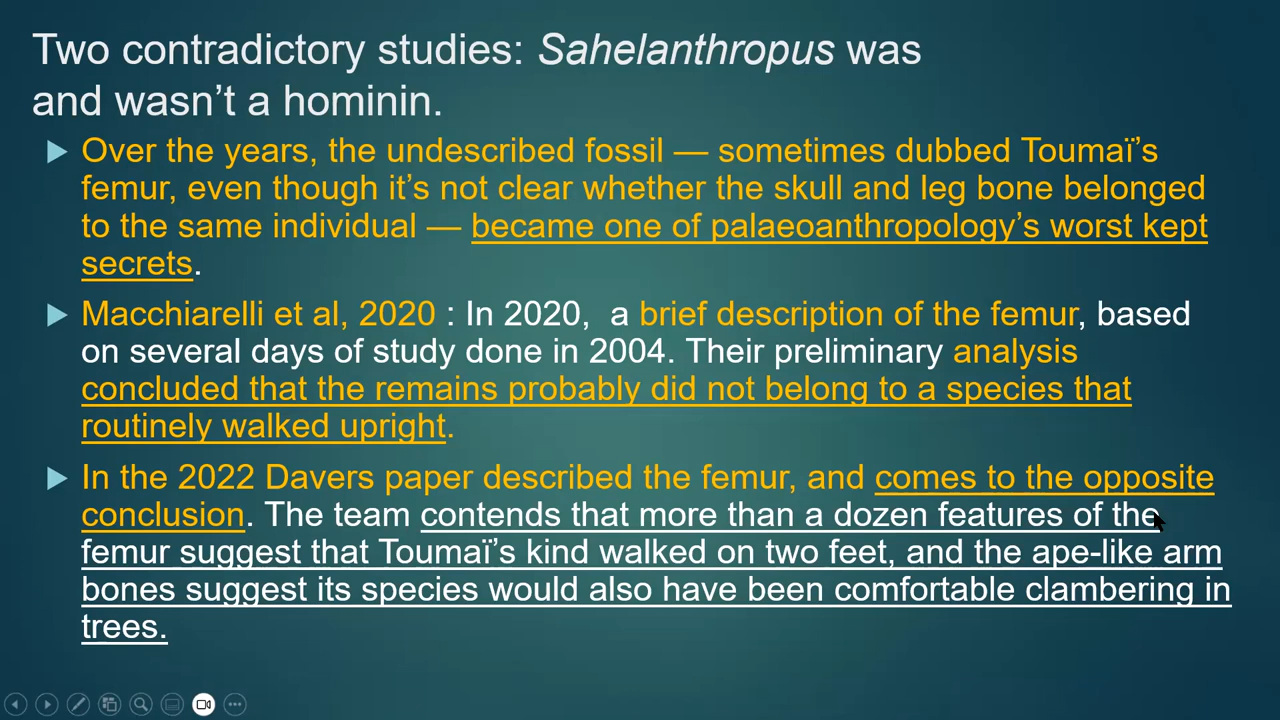 Two contradictory studies: Sahelanthropus was
and wasn't a hominin.
Over the years, the undescribed fossil — sometimes dubbed Toumaï's
femur, even though it's not clear whether the skull and leg bone belonged
to the same individual — became one of palaeoanthropology's worst kept
secrets.
Macchiarelli et al, 2020 : In 2020, a brief description of the femur, based
on several days of study done in 2004. Their preliminary analysis
concluded that the remains probably did not belong to a species that
routinely walked upright.
In the 2022 Davers paper described the femur, and comes to the opposite
conclusion. The team contends that more than a dozen features of the
femur suggest that Toumaï's kind walked on two feet, and the ape-like arm
bones suggest its species would also have been comfortable clambering in
trees.